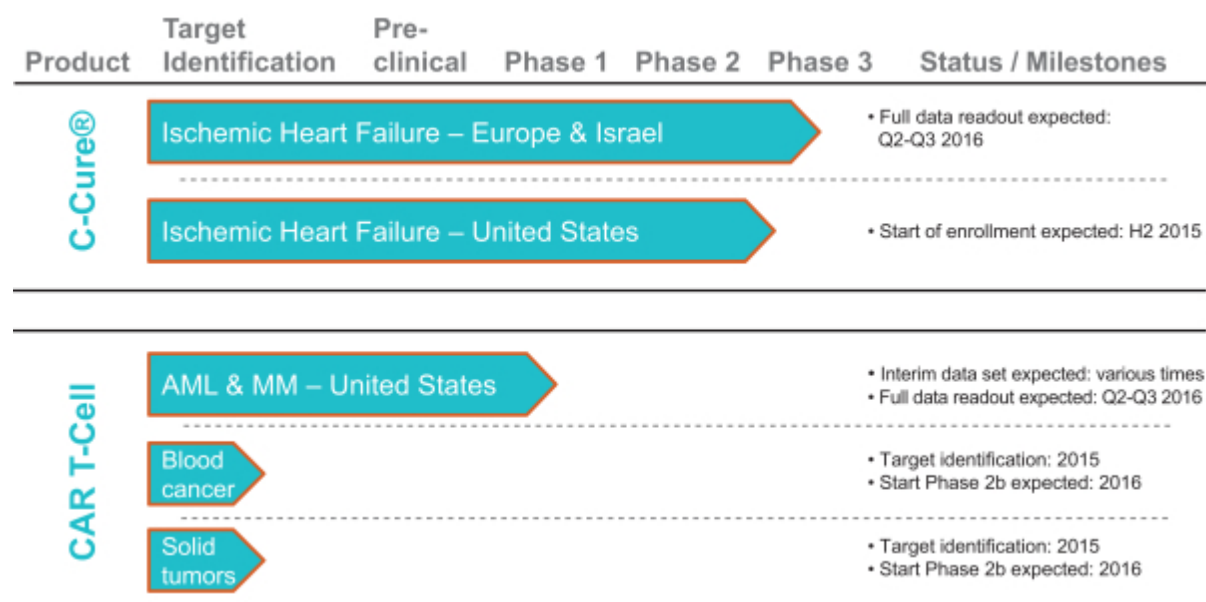 Product
Target
Identification
Pre-
clinical
Phase 1
Phase 2
Phase 3
Status / Milestones
C-Cure®
Ischemic Heart Failure – Europe & Israel
• Full data readout expected:
Q2-Q3 2016
Ischemic Heart Failure – United States
• Start of enrollment expected: H2 2015
CAR T-Cell
AML & MM – United States
• Interim data set expected: various times
• Full data readout expected: Q2-Q3 2016
Blood
cancer
• Target identification: 2015
• Start Phase 2b expected: 2016
Solid
tumors
• Target identification: 2015
• Start Phase 2b expected: 2016